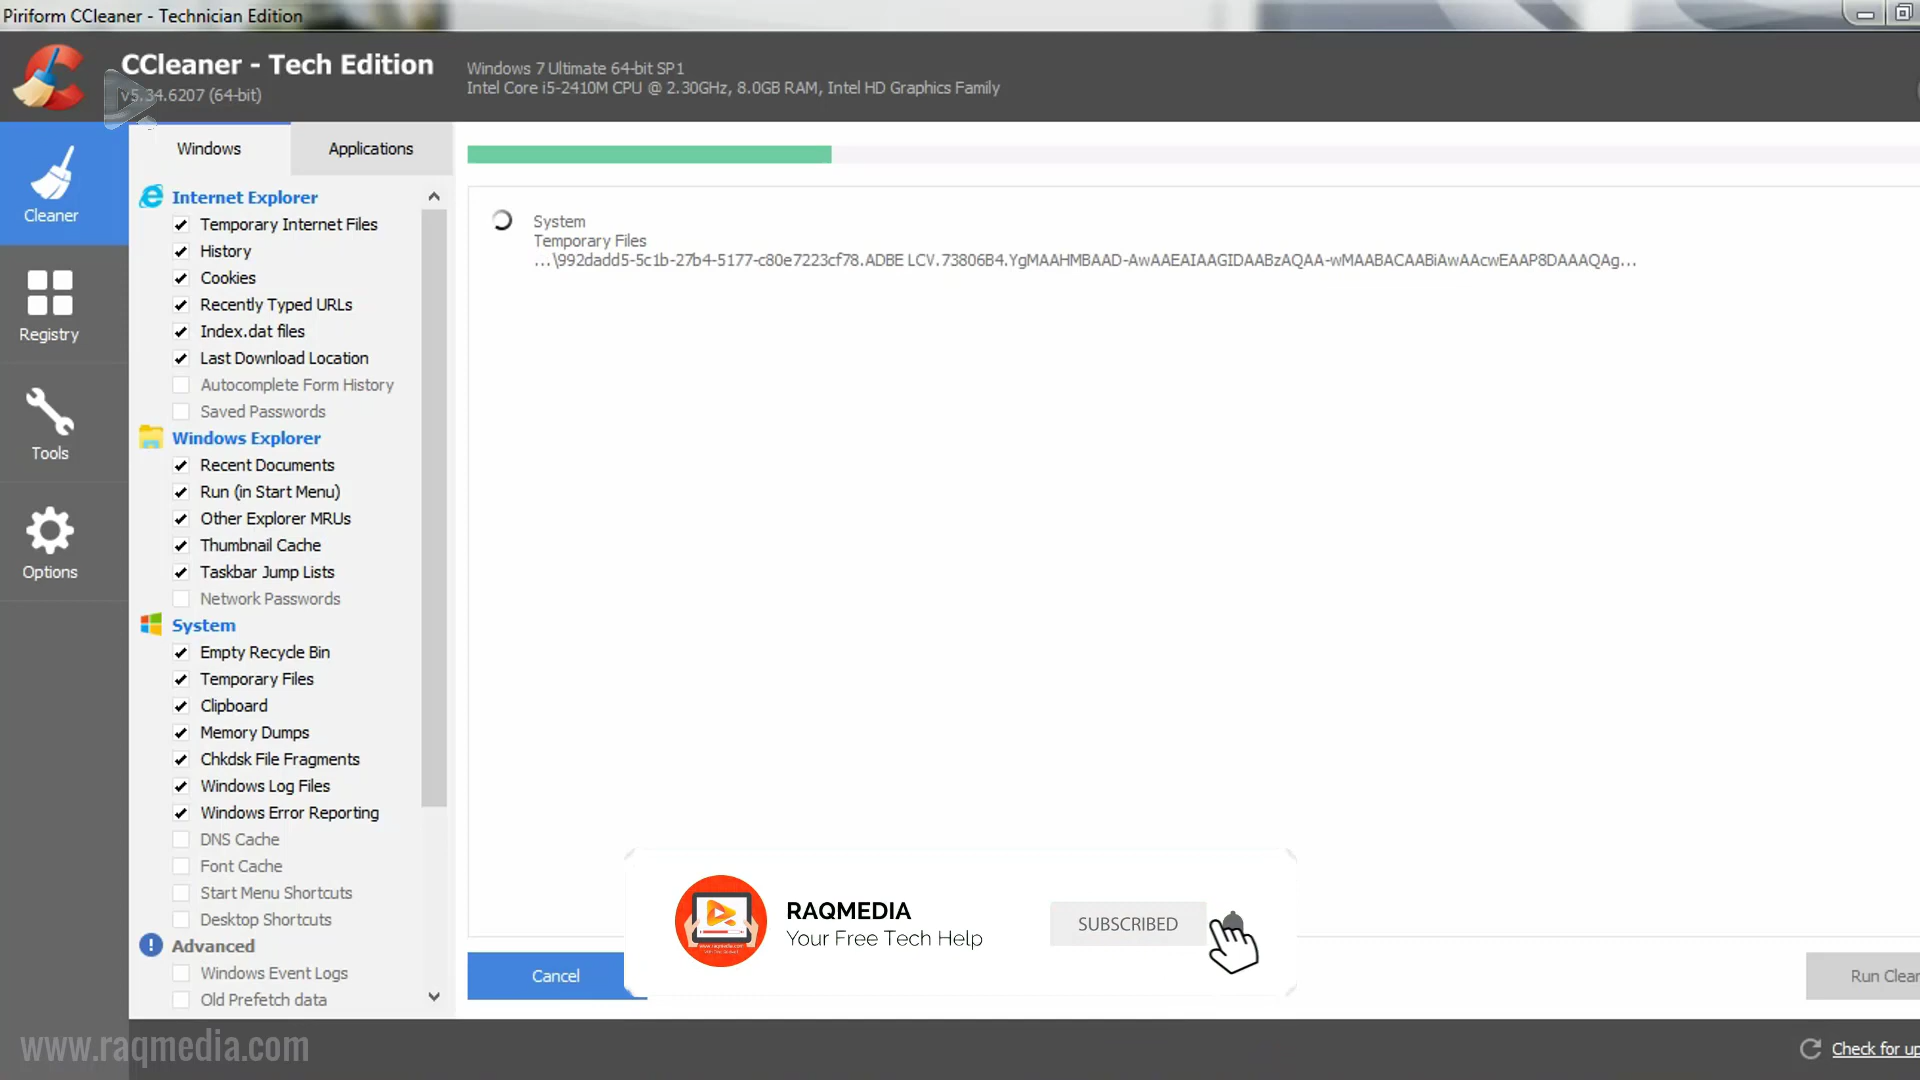 Piriform CCleaner - Technician Edition
CCleaner - Tech Edition
v5.34.6207 (64-bit)
Windows 7 Ultimate 64-bit SP1
Intel Core i5-2410M CPU @ 2.30GHz, 8.0GB RAM, Intel HD Graphics Family
Cleaner
Registry
Tools
Options
Windows
Applications
Internet Explorer
Temporary Internet Files
History
Cookies
Recently Typed URLs
Index.dat files
Last Download Location
Autocomplete Form History
Saved Passwords
Windows Explorer
Recent Documents
Run (in Start Menu)
Other Explorer MRUs
Thumbnail Cache
Taskbar Jump Lists
Network Passwords
System
Empty Recycle Bin
Temporary Files
Clipboard
Memory Dumps
Chkdsk File Fragments
Windows Log Files
Windows Error Reporting
DNS Cache
Font Cache
Start Menu Shortcuts
Desktop Shortcuts
Advanced
Windows Event Logs
Old Prefetch data
System
Temporary Files
...\992dadd5-5c1b-27b4-5177-c80e7223cf78.ADBE LCV.73806B4.YgMAAHMBAAD-AwAAEAIAAGIDAABzAQAA-wMAABACAABiAwAAcwEAAP8DAAAQAg...
RAQMEDIA
Your Free Tech Help
SUBSCRIBED
Cancel
Run Clear
www.raqmedia.com
Check for up